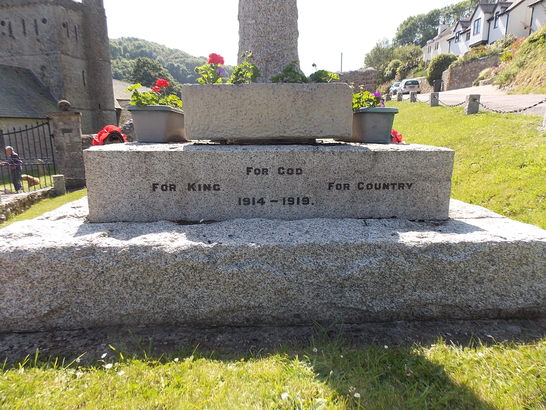 For God
For King For Country
1914 – 1919.